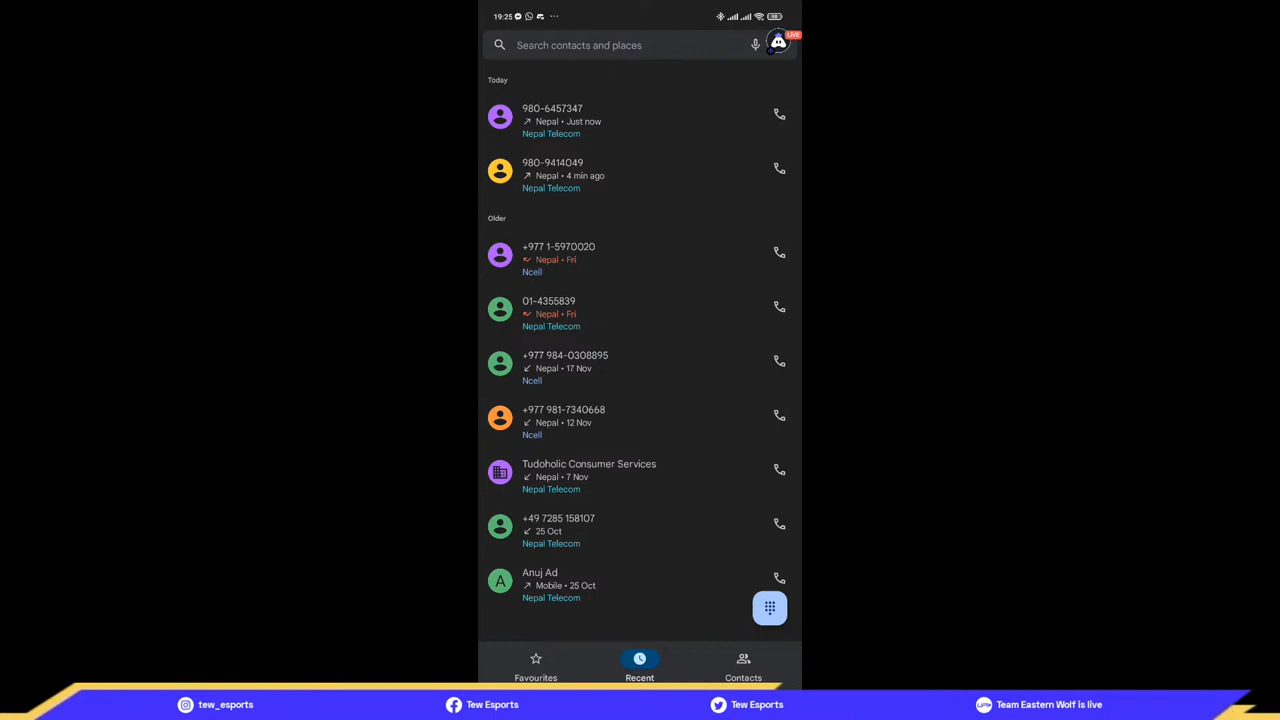 19:25
98
Search contacts and places
LIVE
Today
980-6457347
Nepal • Just now
Nepal Telecom
980-9414049
Nepal • 4 min ago
Nepal Telecom
Older
+977 1-5970020
Nepal • Fri
Ncell
01-4355839
Nepal • Fri
Nepal Telecom
+977 984-0308895
Nepal • 17 Nov
Ncell
+977 981-7340668
Nepal • 12 Nov
Ncell
Tudoholic Consumer Services
Nepal • 7 Nov
Nepal Telecom
+49 7285 158107
25 Oct
Nepal Telecom
A
Anuj Ad
Mobile • 25 Oct
Nepal Telecom
Favourites
Recent
Contacts
tew_esports
Tew Esports
Tew Esports
Team Eastern Wolf is live